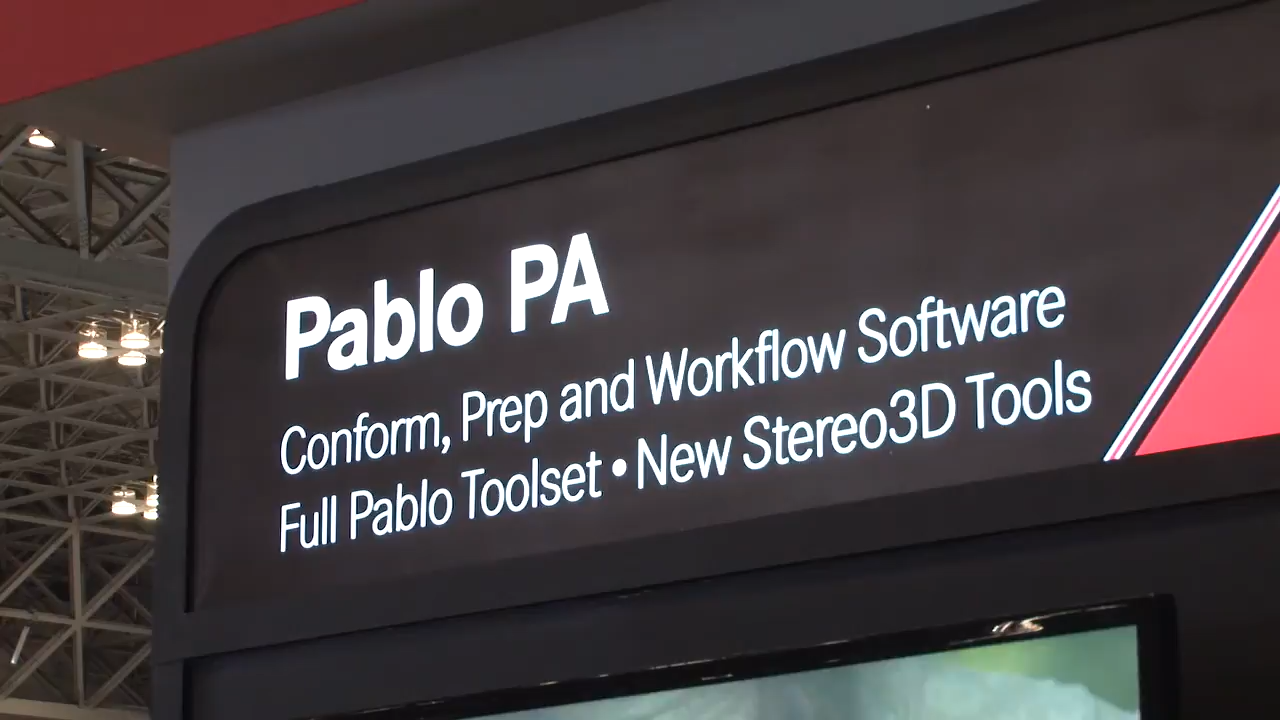 Pablo PA
Conform, Prep and Workflow Software
Full Pablo Toolset • New Stereo3D Tools